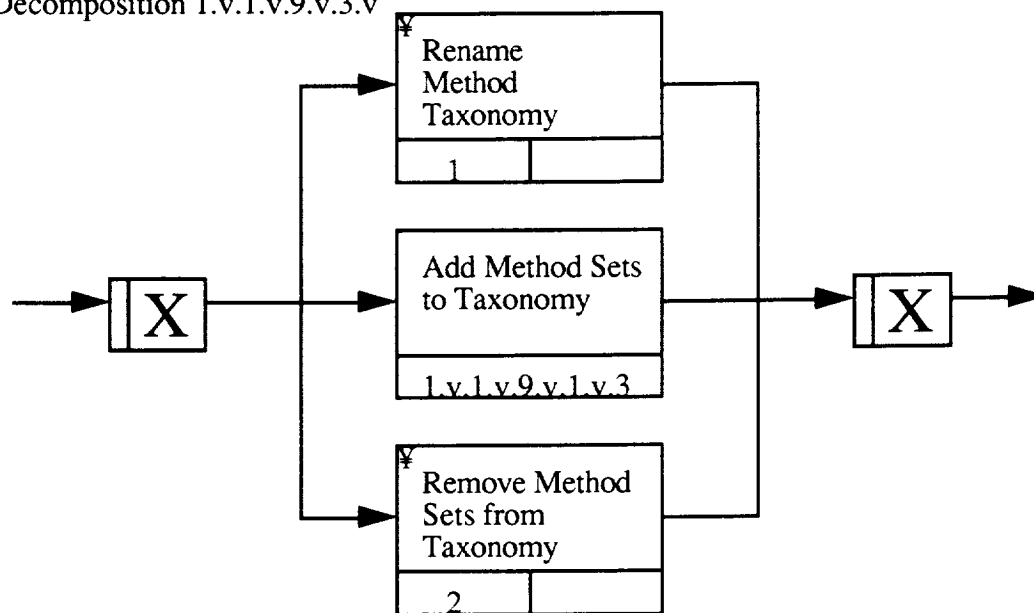 Decomposition 1.v.1.v.9.v.3.v
¥
Rename
Method
Taxonomy
1
X
Add Method Sets
to Taxonomy
1.v.1.v.9.v.1.v.3
X
¥
Remove Method
Sets from
Taxonomy
2